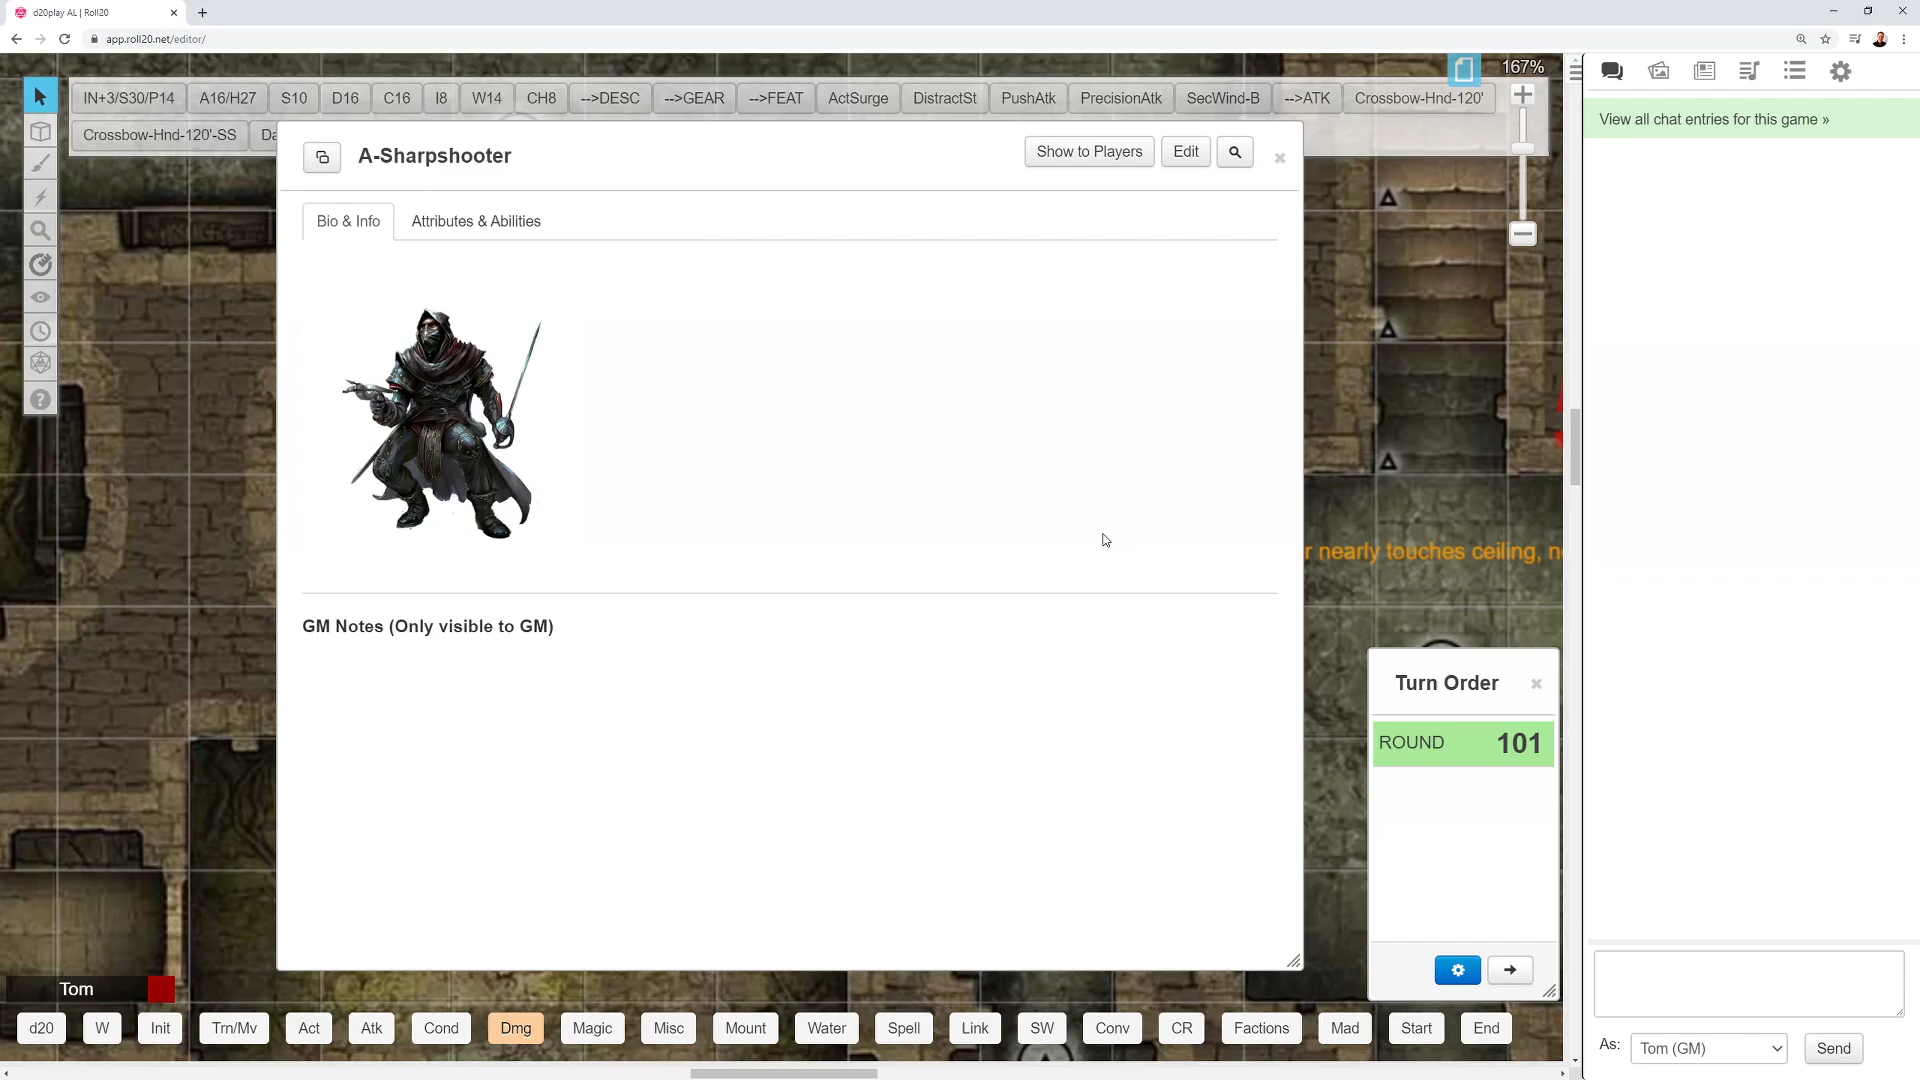 d20play AL | Roll20
app.roll20.net/editor/
IN+3/S30/P14 A16/H27 S10 D16 C16 I8 W14 CH8 -->DESC -->GEAR -->FEAT ActSurge DistractSt PushAtk PrecisionAtk SecWind-B -->ATK Crossbow-Hnd-120'
Crossbow-Hnd-120'-SS Da
167%
View all chat entries for this game »
A-Sharpshooter
Show to Players Edit
Bio & Info Attributes & Abilities
r nearly touches ceiling, n
GM Notes (Only visible to GM)
Turn Order
ROUND 101
Tom
d20 W Init Trn/Mv Act Atk Cond Dmg Magic Misc Mount Water Spell Link SW Conv CR Factions Mad Start End
As: Tom (GM) Send